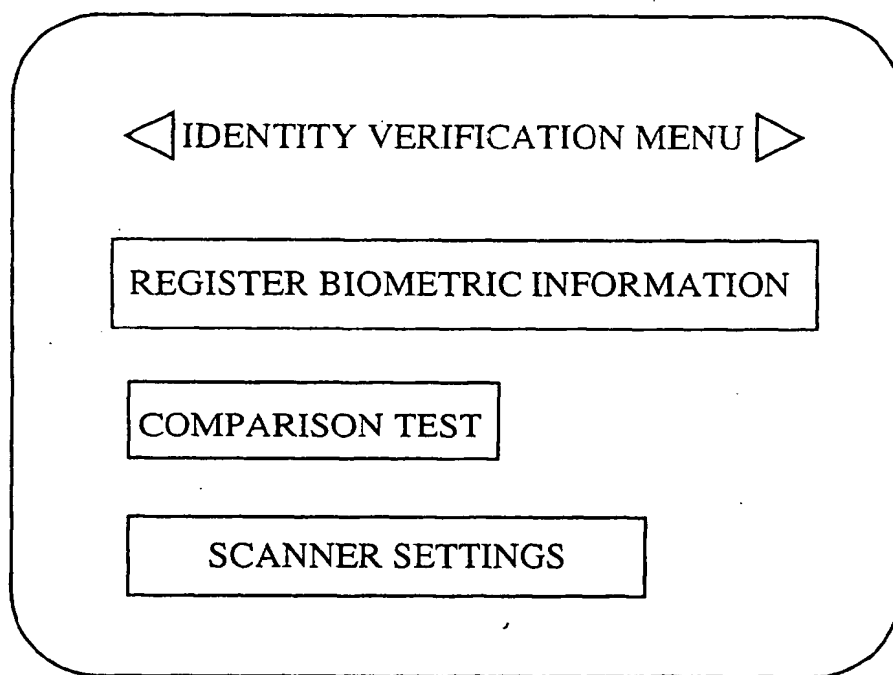 IDENTITY VERIFICATION MENU
REGISTER BIOMETRIC INFORMATION
COMPARISON TEST
SCANNER SETTINGS